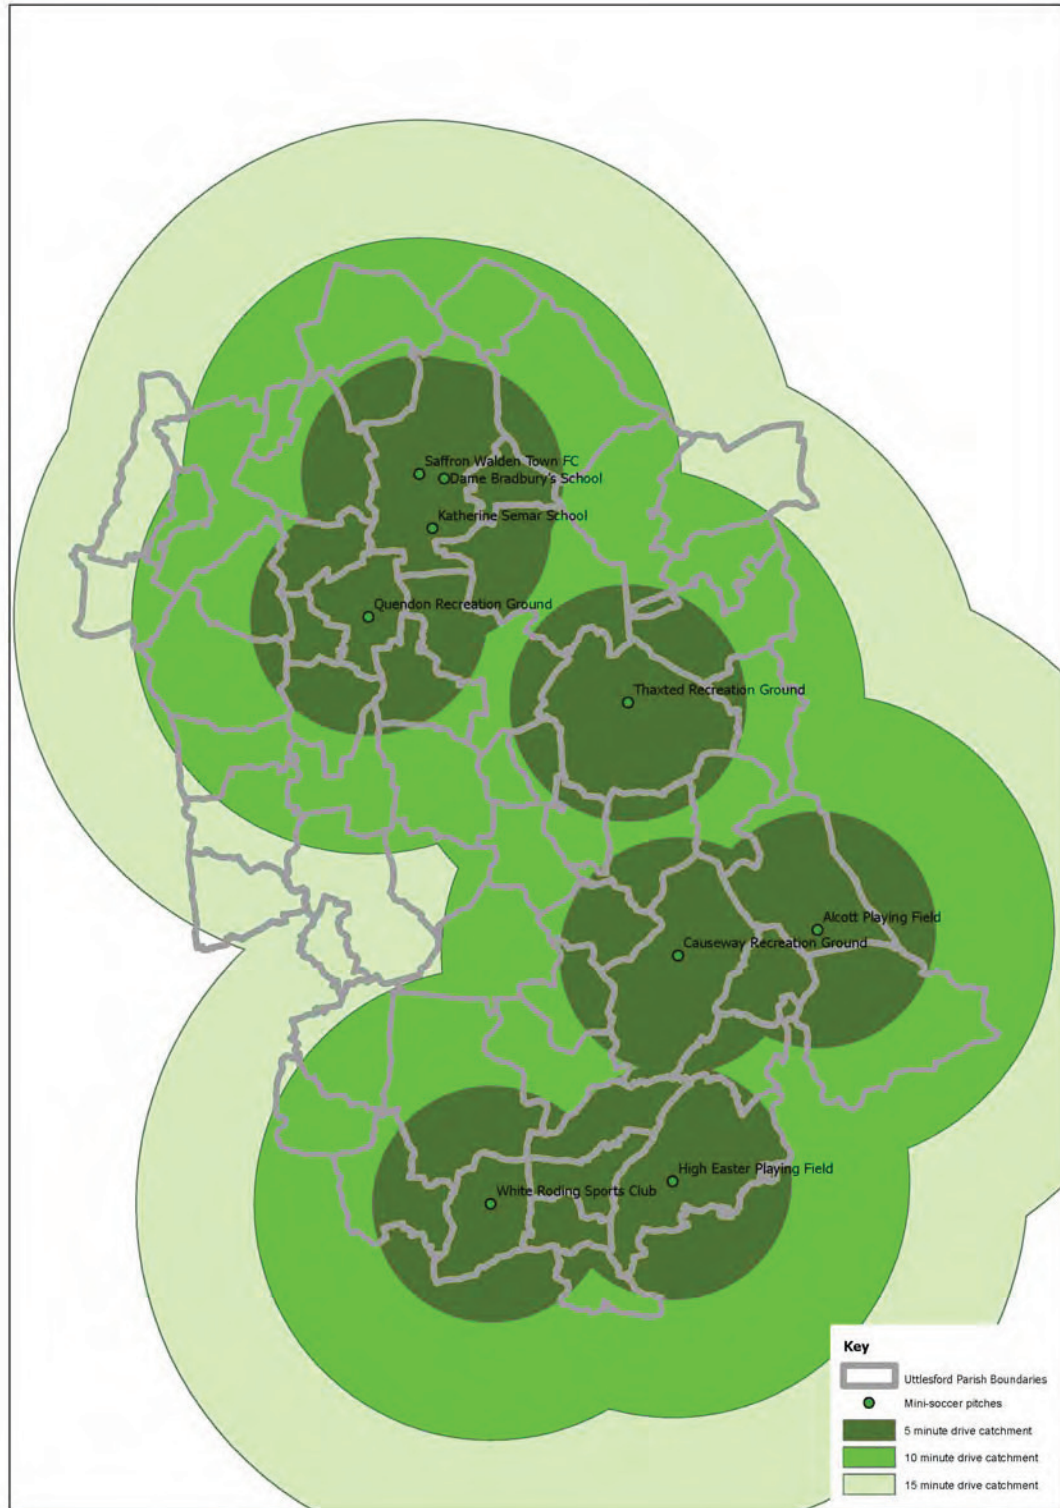 Saffron Walden Town FC
Dame Bradbury's School
Katherine Semar School
Quendon Recreation Ground
Thaxted Recreation Ground
Alcott Playing Field
Causeway Recreation Ground
High Easter Playing Field
White Roding Sports Club
Key
Uttlesford Parish Boundaries
Mini-soccer pitches
5 minute drive catchment
10 minute drive catchment
15 minute drive catchment